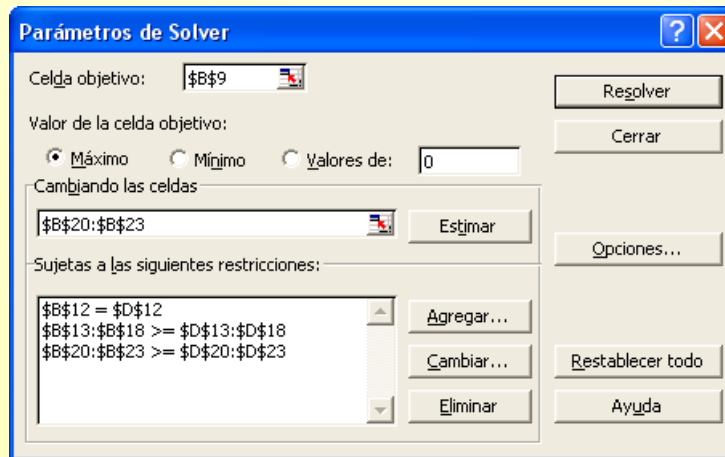 Parámetros de Solver
Celda objetivo: $B$9
Resolver
Valor de la celda objetivo:
Cerrar
Máximo Mínimo Valores de: 0
Cambiando las celdas
$B$20:$B$23 Estimar
Opciones...
Sujetas a las siguientes restricciones:
$B$12 = $D$12
$B$13:$B$18 >= $D$13:$D$18
$B$20:$B$23 >= $D$20:$D$23
Agregar...
Cambiar...
Restablecer todo
Eliminar
Ayuda